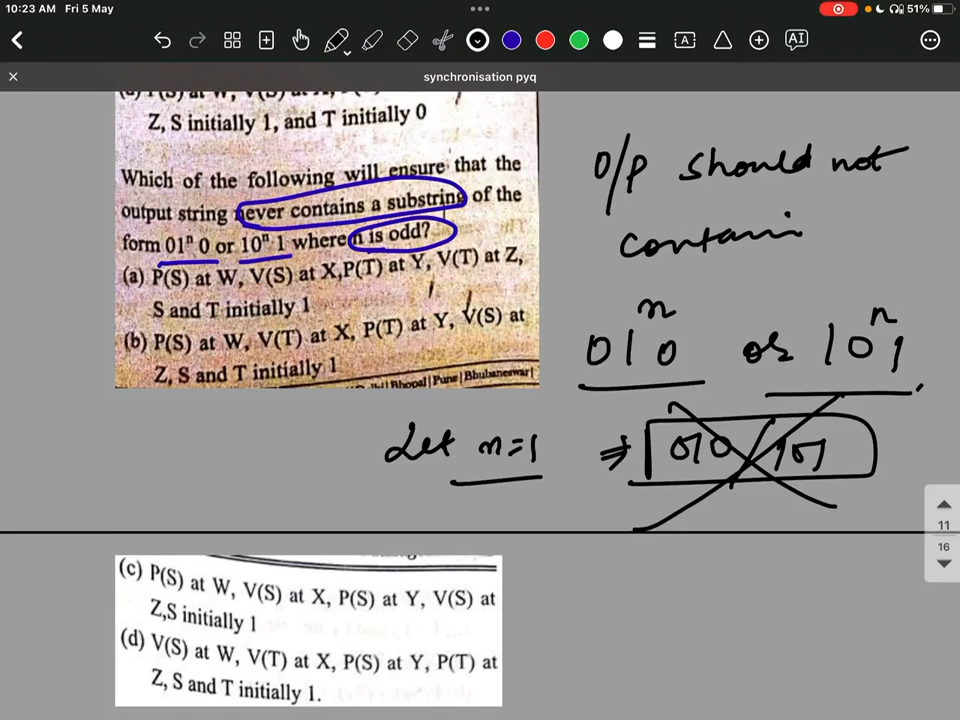 10:23 AM Fri 5 May
51%
synchronisation pyq
Z, S initially 1, and T initially 0
Which of the following will ensure that the
output string never contains a substring of the
form 01ⁿ 0 or 10ⁿ 1 where n is odd?
(a) P(S) at W, V(S) at X,P(T) at Y, V(T) at Z,
S and T initially 1
(b) P(S) at W, V(T) at X, P(T) at Y, V(S) at
Z, S and T initially 1
Bhopal | Pune | Bhubaneswar |
O/P should not
contain
01ⁿ0 or 10ⁿ1
Let n=1 ⇒ 010/101
11
16
(c) P(S) at W, V(S) at X, P(S) at Y, V(S) at
Z,S initially 1
(d) V(S) at W, V(T) at X, P(S) at Y, P(T) at
Z, S and T initially 1.